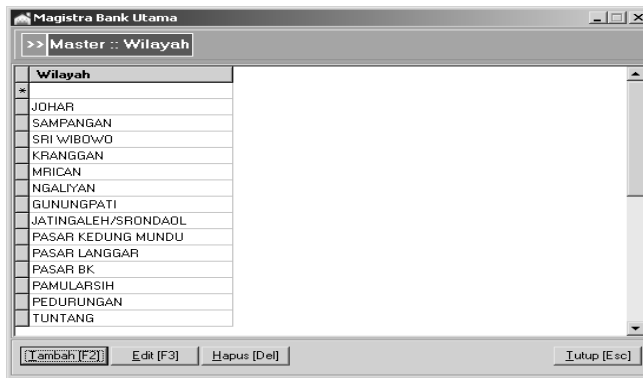 Magistra Bank Utama
>> Master :: Wilayah
Wilayah
*
JOHAR
SAMPANGAN
SRI WIBOWO
KRANGGAN
MRICAN
NGALIYAN
GUNUNGPATI
JATINGALEH/SRONDAOL
PASAR KEDUNG MUNDU
PASAR LANGGAR
PASAR BK
PAMULARSIH
PEDURUNGAN
TUNTANG
Tambah [F2] Edit [F3] Hapus [Del] Tutup [Esc]